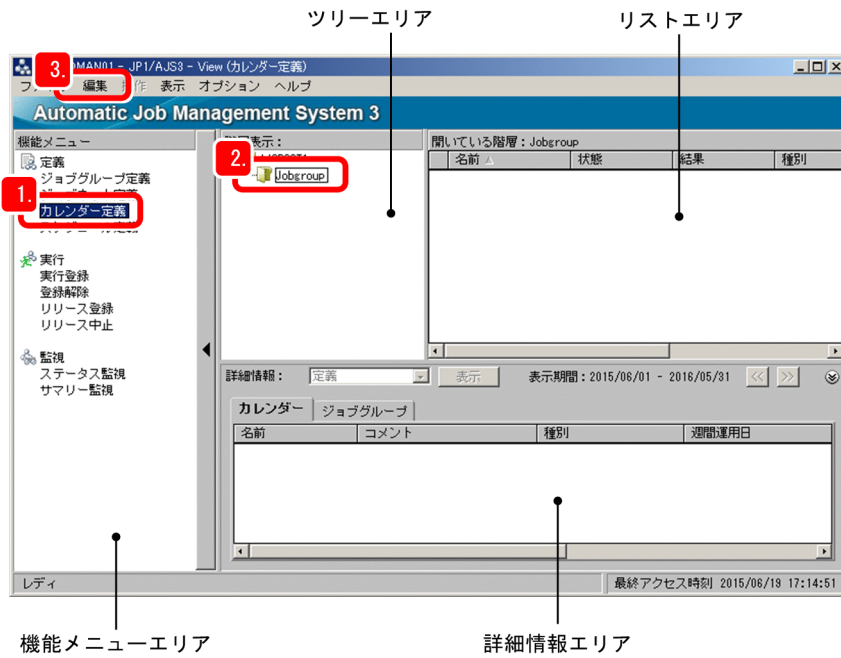 ツリーエリア
リストエリア
MAN01 - JP1/AJS3 - View (カレンダー定義)
3.
編集 表示 オプション ヘルプ
Automatic Job Management System 3
機能メニュー
定義
ジョブグループ定義
1.
カレンダー定義
実行
実行登録
登録解除
リリース登録
リリース中止
監視
ステータス監視
サマリー監視
表示：
2.
Jobgroup
開いている階層：Jobgroup
名前 状態 結果 種別
詳細情報： 定義 表示 表示期間：2015/06/01 - 2016/05/31
カレンダー ジョブグループ
名前 コメント 種別 週間運用日
レディ
最終アクセス時刻 2015/06/19 17:14:51
機能メニューエリア
詳細情報エリア